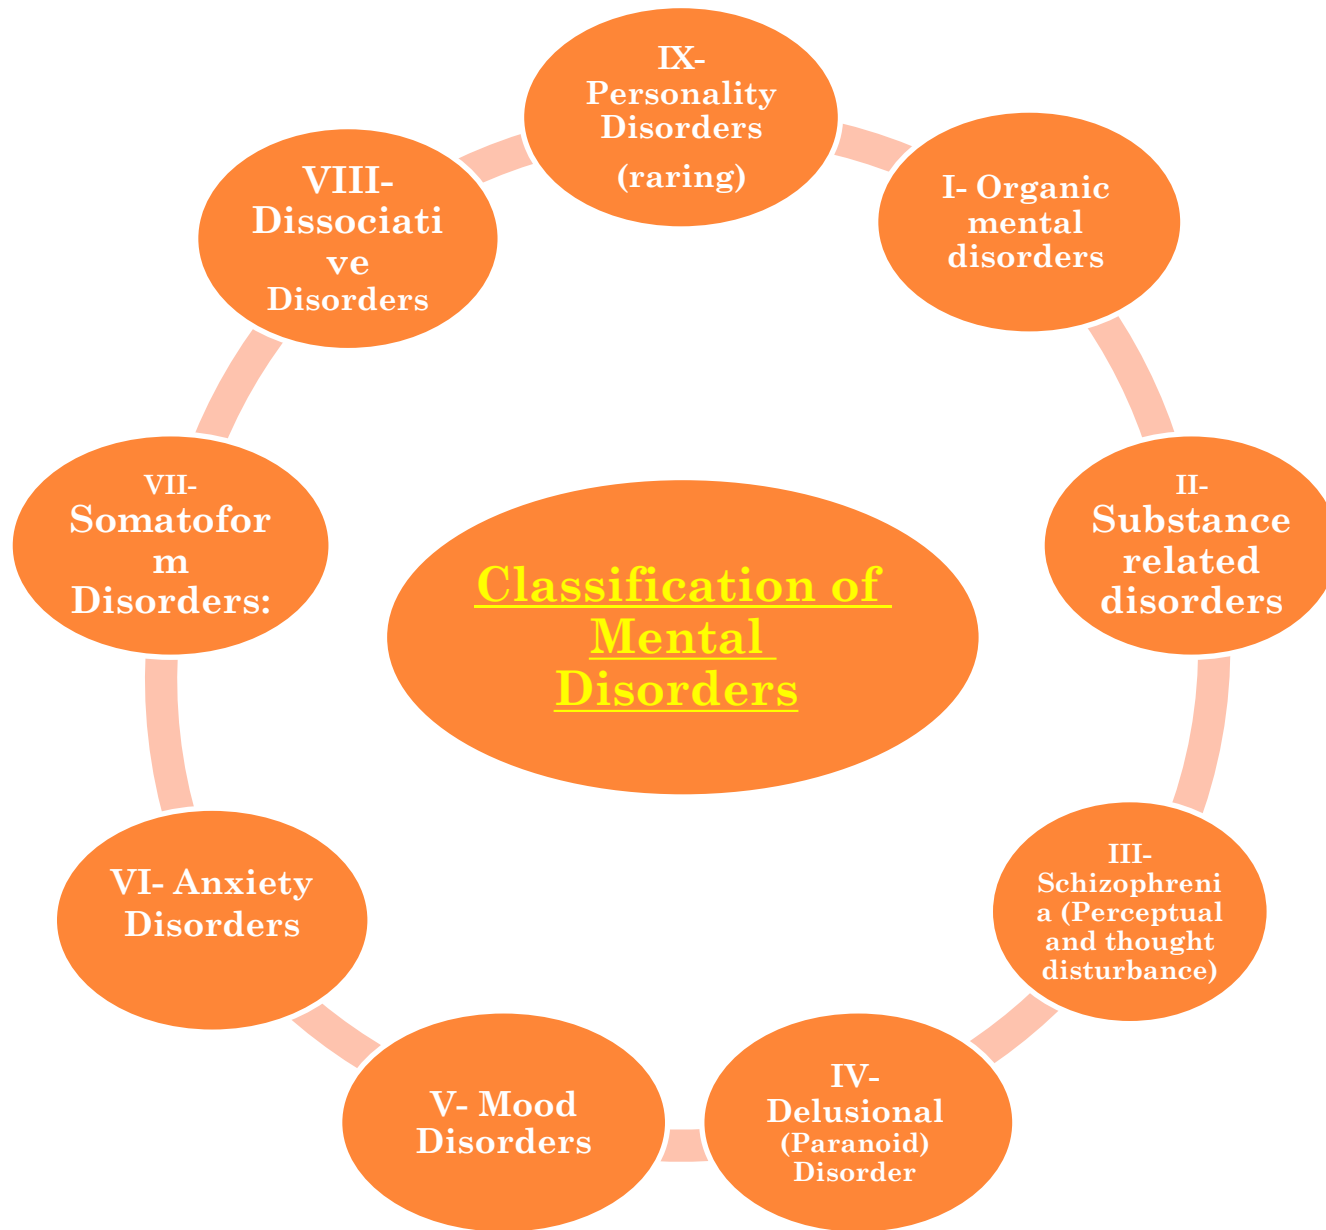 Classification of
Mental
Disorders
IX-
Personality
Disorders
(raring)
I- Organic
mental
disorders
II-
Substance
related
disorders
III-
Schizophreni
a (Perceptual
and thought
disturbance)
IV-
Delusional
(Paranoid)
Disorder
V- Mood
Disorders
VI- Anxiety
Disorders
VII-
Somatofor
m
Disorders:
VIII-
Dissociati
ve
Disorders